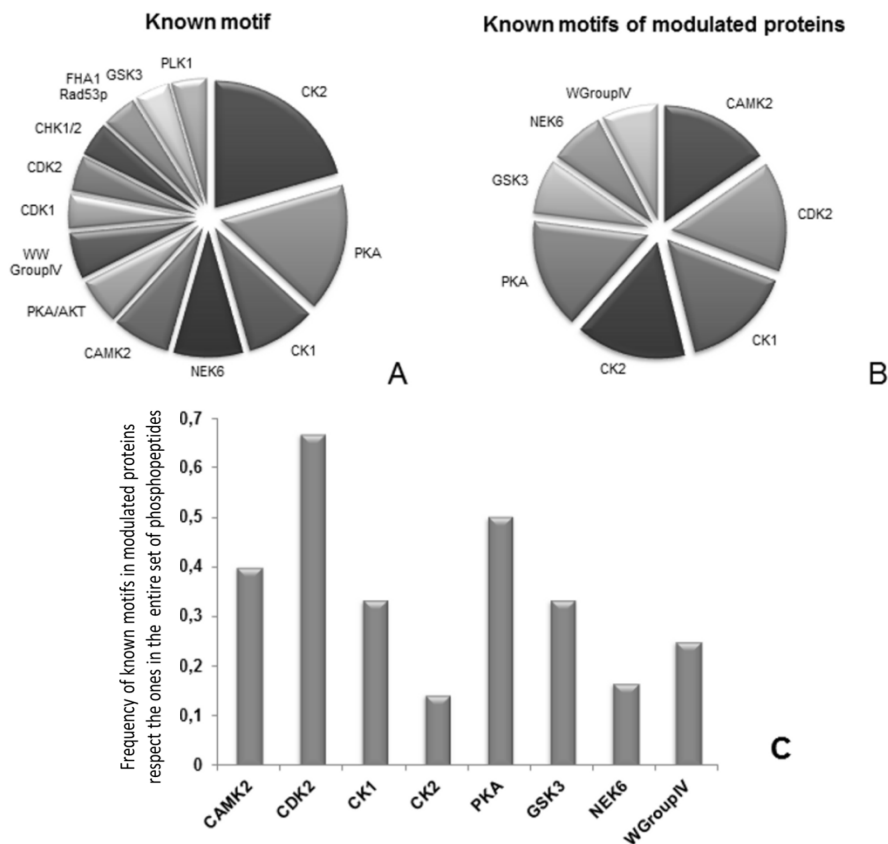 Known motif
PLK1
GSK3
FHA1
Rad53p
CHK1/2
CDK2
CDK1
WW
GroupIV
PKA/AKT
CAMK2
NEK6
CK1
PKA
CK2
A
Known motifs of modulated proteins
WGroupIV
NEK6
GSK3
PKA
CK2
CK1
CDK2
CAMK2
B
Frequency of known motifs in modulated proteins
respect the ones in the entire set of phosphopeptides
0,7
0,6
0,5
0,4
0,3
0,2
0,1
0
CAMK2
CDK2
CK1
CK2
PKA
GSK3
NEK6
WGroupIV
C